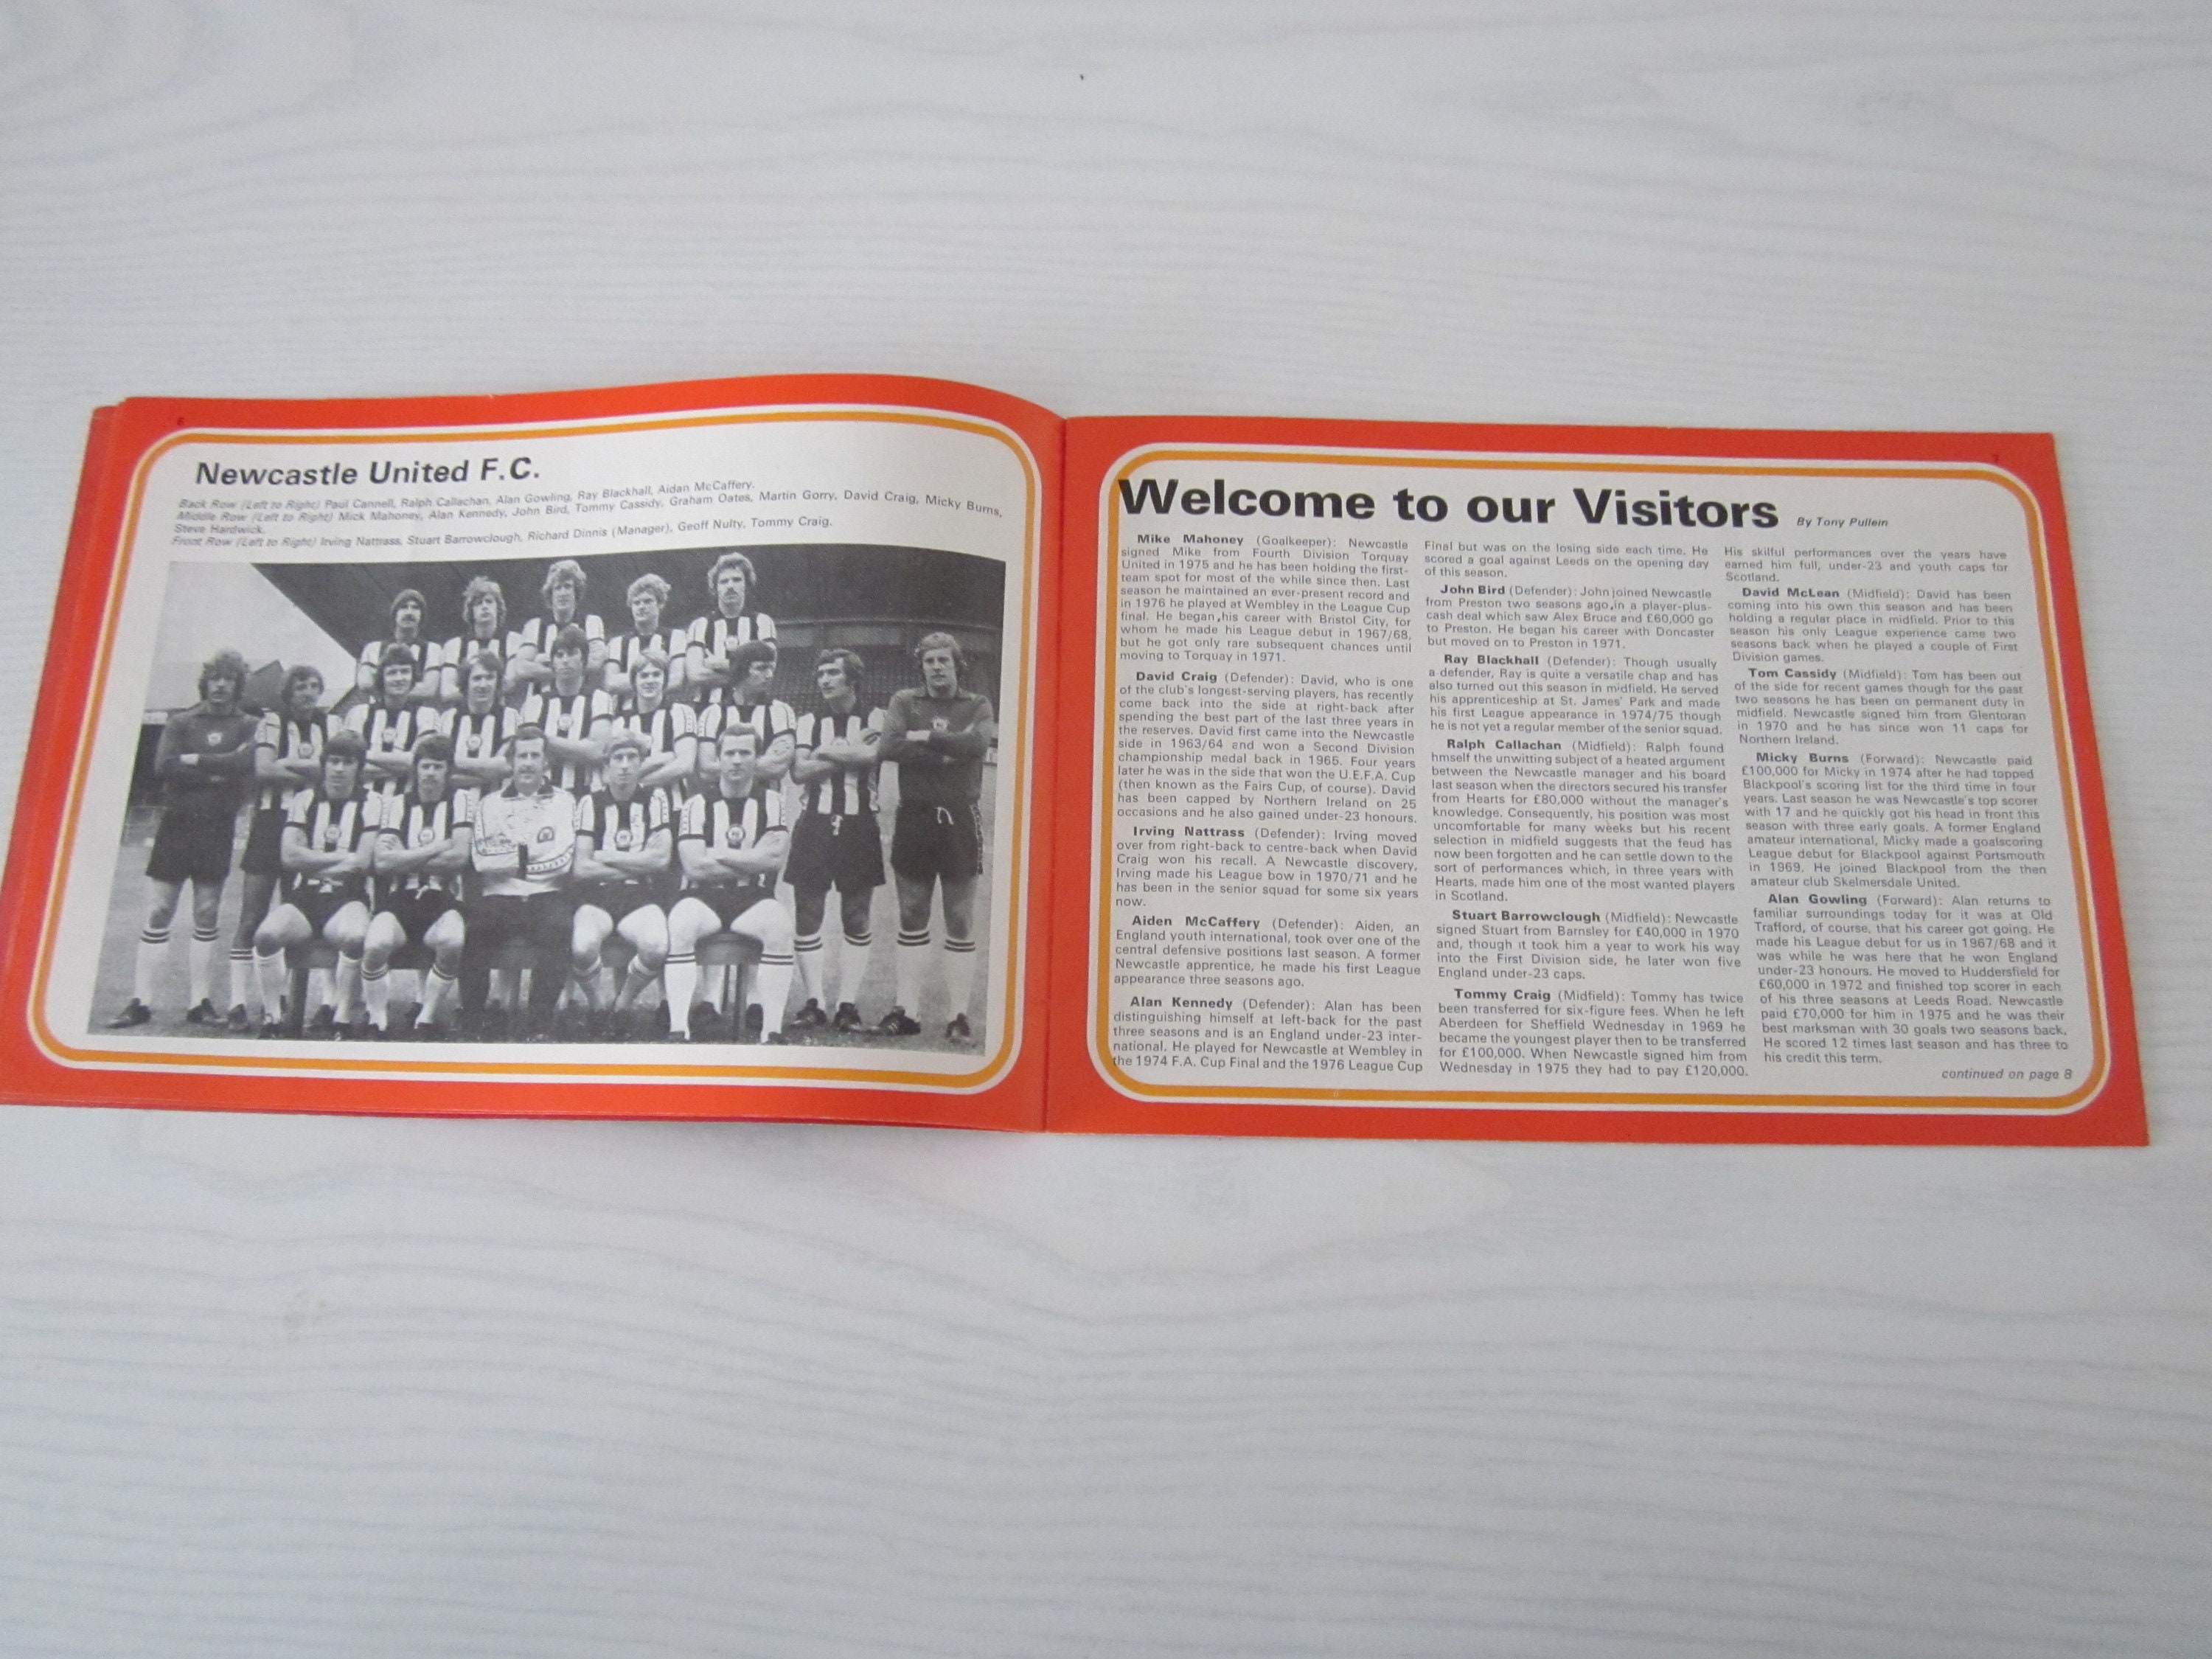 6
Newcastle United F.C.
Back Row (Left to Right) Paul Cannell, Ralph Callachan, Alan Gowling, Ray Blackhall, Aidan McCaffery.
Middle Row (Left to Right) Mick Mahoney, Alan Kennedy, John Bird, Tommy Cassidy, Graham Oates, Martin Gorry, David Craig, Micky Burns,
Steve Hardwick.
Front Row (Left to Right) Irving Nattrass, Stuart Barrowclough, Richard Dinnis (Manager), Geoff Nulty, Tommy Craig.
7
Welcome to our Visitors By Tony Pullein
Mike Mahoney (Goalkeeper): Newcastle
signed Mike from Fourth Division Torquay
United in 1975 and he has been holding the first-
team spot for most of the while since then. Last
season he maintained an ever-present record and
in 1976 he played at Wembley in the League Cup
final. He began his career with Bristol City, for
whom he made his League debut in 1967/68,
but he got only rare subsequent chances until
moving to Torquay in 1971.
David Craig (Defender): David, who is one
of the club's longest-serving players, has recently
come back into the side at right-back after
spending the best part of the last three years in
the reserves. David first came into the Newcastle
side in 1963/64 and won a Second Division
championship medal back in 1965. Four years
later he was in the side that won the U.E.F.A. Cup
(then known as the Fairs Cup, of course). David
has been capped by Northern Ireland on 25
occasions and he also gained under-23 honours.
Irving Nattrass (Defender): Irving moved
over from right-back to centre-back when David
Craig won his recall. A Newcastle discovery,
Irving made his League bow in 1970/71 and he
has been in the senior squad for some six years
now.
Aiden McCaffery (Defender): Aiden, an
England youth international, took over one of the
central defensive positions last season. A former
Newcastle apprentice, he made his first League
appearance three seasons ago.
Alan Kennedy (Defender): Alan has been
distinguishing himself at left-back for the past
three seasons and is an England under-23 inter-
national. He played for Newcastle at Wembley in
the 1974 F.A. Cup Final and the 1976 League Cup
Final but was on the losing side each time. He
scored a goal against Leeds on the opening day
of this season.
John Bird (Defender): John joined Newcastle
from Preston two seasons ago in a player-plus-
cash deal which saw Alex Bruce and £60,000 go
to Preston. He began his career with Doncaster
but moved on to Preston in 1971.
Ray Blackhall (Defender): Though usually
a defender, Ray is quite a versatile chap and has
also turned out this season in midfield. He served
his apprenticeship at St. James' Park and made
his first League appearance in 1974/75 though
he is not yet a regular member of the senior squad.
Ralph Callachan (Midfield): Ralph found
hmself the unwitting subject of a heated argument
between the Newcastle manager and his board
last season when the directors secured his transfer
from Hearts for £80,000 without the manager's
knowledge. Consequently, his position was most
uncomfortable for many weeks but his recent
selection in midfield suggests that the feud has
now been forgotten and he can settle down to the
sort of performances which, in three years with
Hearts, made him one of the most wanted players
in Scotland.
Stuart Barrowclough (Midfield): Newcastle
signed Stuart from Barnsley for £40,000 in 1970
and, though it took him a year to work his way
into the First Division side, he later won five
England under-23 caps.
Tommy Craig (Midfield): Tommy has twice
been transferred for six-figure fees. When he left
Aberdeen for Sheffield Wednesday in 1969 he
became the youngest player then to be transferred
for £100,000. When Newcastle signed him from
Wednesday in 1975 they had to pay £120,000.
His skilful performances over the years have
earned him full, under-23 and youth caps for
Scotland.
David McLean (Midfield): David has been
coming into his own this season and has been
holding a regular place in midfield. Prior to this
season his only League experience came two
seasons back when he played a couple of First
Division games.
Tom Cassidy (Midfield): Tom has been out
of the side for recent games though for the past
two seasons he has been on permanent duty in
midfield. Newcastle signed him from Glentoran
in 1970 and he has since won 11 caps for
Northern Ireland.
Micky Burns (Forward): Newcastle paid
£100,000 for Micky in 1974 after he had topped
Blackpool's scoring list for the third time in four
years. Last season he was Newcastle's top scorer
with 17 and he quickly got his head in front this
season with three early goals. A former England
amateur international, Micky made a goalscoring
League debut for Blackpool against Portsmouth
in 1969. He joined Blackpool from the then
amateur club Skelmersdale United.
Alan Gowling (Forward): Alan returns to
familiar surroundings today for it was at Old
Trafford, of course, that his career got going. He
made his League debut for us in 1967/68 and it
was while he was here that he won England
under-23 honours. He moved to Huddersfield for
£60,000 in 1972 and finished top scorer in each
of his three seasons at Leeds Road. Newcastle
paid £70,000 for him in 1975 and he was their
best marksman with 30 goals two seasons back.
He scored 12 times last season and has three to
his credit this term.
continued on page 8